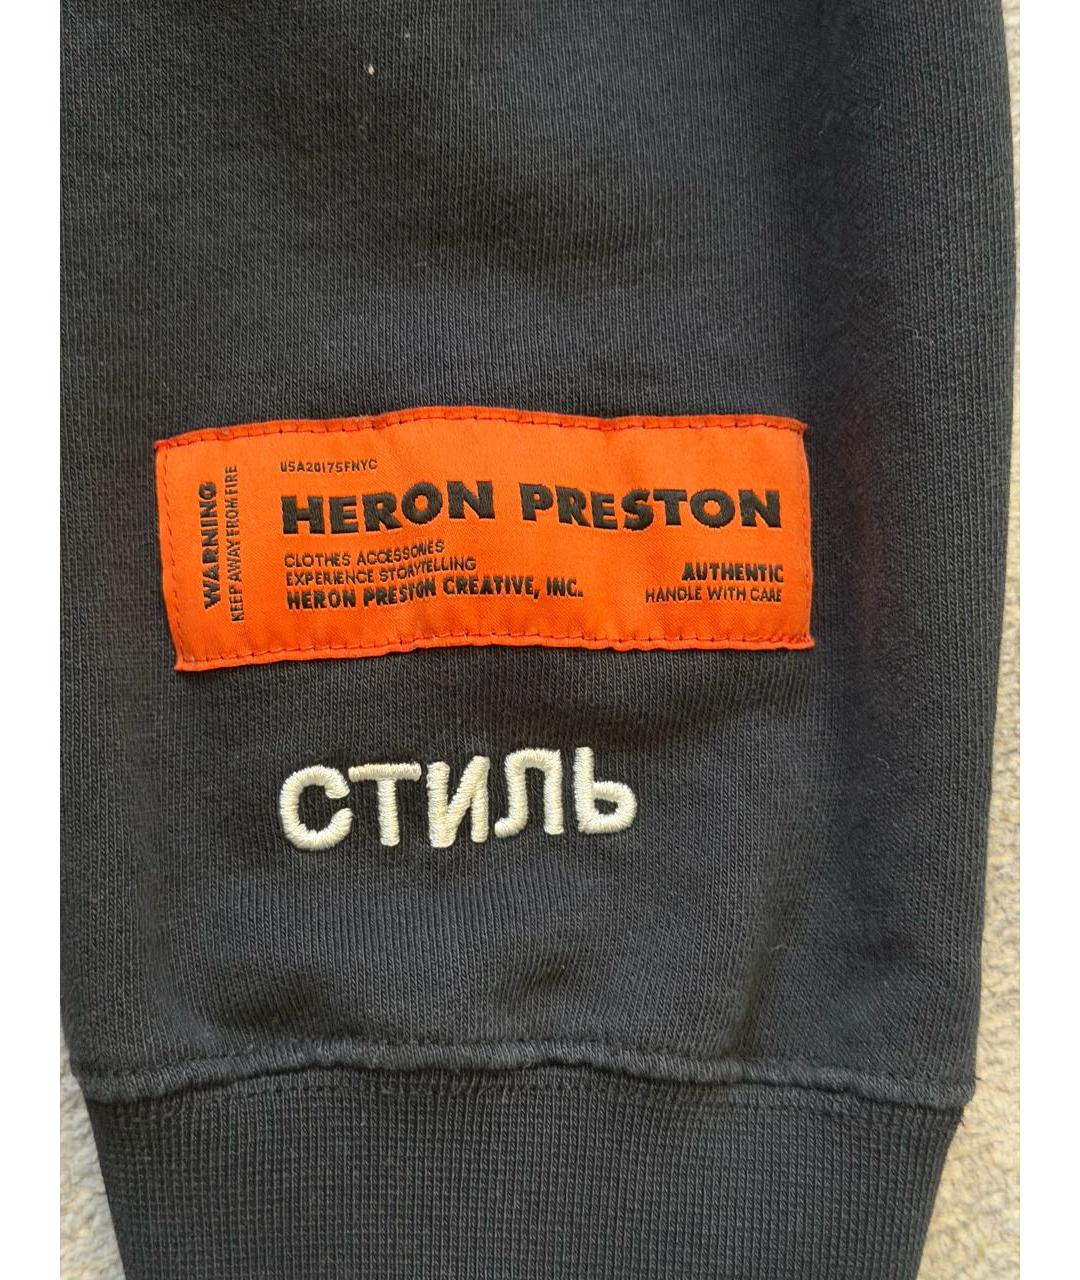 WARNING
KEEP AWAY FROM FIRE
USA2017SFNYC
HERON PRESTON
CLOTHES ACCESSORIES
EXPERIENCE STORYTELLING
HERON PRESTON CREATIVE, INC.
AUTHENTIC
HANDLE WITH CARE
СТИЛЬ